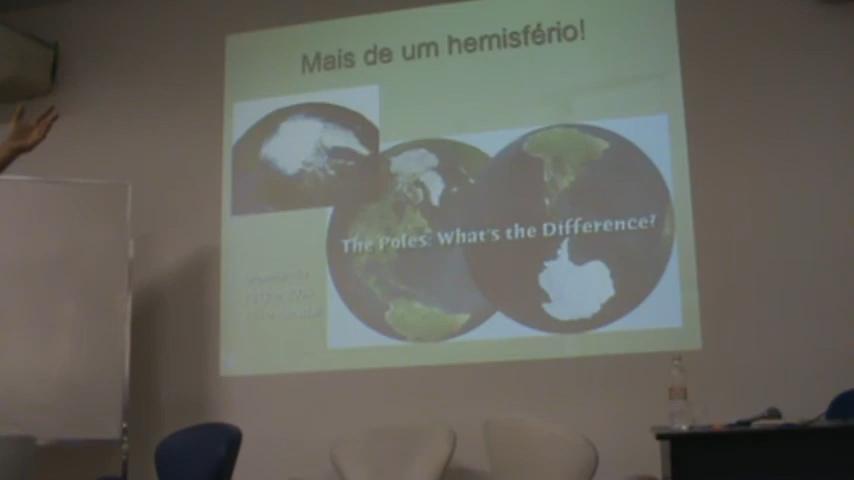 Mais de um hemisfério!
The Poles: What's the Difference?